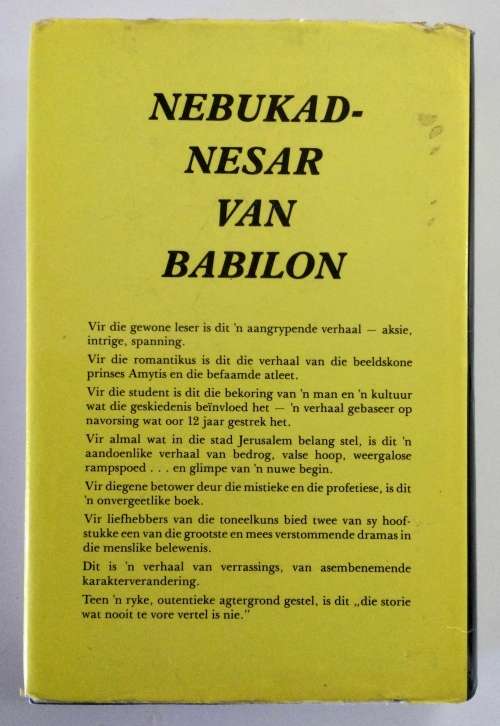 NEBUKAD-
NESAR
VAN
BABILON
Vir die gewone leser is dit 'n aangrypende verhaal — aksie,
intrige, spanning.
Vir die romantikus is dit die verhaal van die beeldskone
prinses Amytis en die befaamde atleet.
Vir die student is dit die bekoring van 'n man en 'n kultuur
wat die geskiedenis beïnvloed het — 'n verhaal gebaseer op
navorsing wat oor 12 jaar gestrek het.
Vir almal wat in die stad Jerusalem belang stel, is dit 'n
aandoenlike verhaal van bedrog, valse hoop, weergalose
rampspoed . . . en glimpe van 'n nuwe begin.
Vir diegene betower deur die mistieke en die profetiese, is dit
'n onvergeetlike boek.
Vir liefhebbers van die toneelkuns bied twee van sy hoof-
stukke een van die grootste en mees verstommende dramas in
die menslike belewenis.
Dit is 'n verhaal van verrassings, van asembenemende
karakterverandering.
Teen 'n ryke, outentieke agtergrond gestel, is dit „die storie
wat nooit te vore vertel is nie."